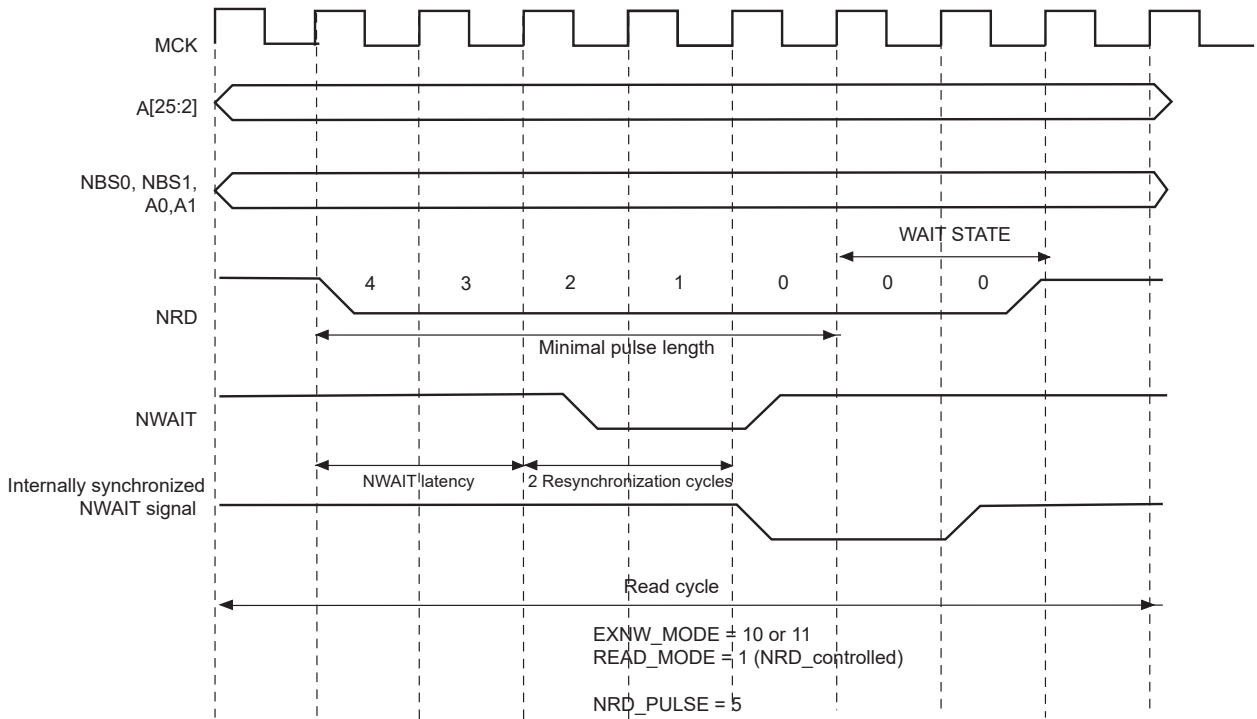 MCK
A[25:2]
NBS0, NBS1,
A0,A1
WAIT STATE
4 3 2 1 0 0 0
NRD
Minimal pulse length
NWAIT
NWAIT latency
2 Resynchronization cycles
Internally synchronized
NWAIT signal
Read cycle
EXNW_MODE = 10 or 11
READ_MODE = 1 (NRD_controlled)
NRD_PULSE = 5